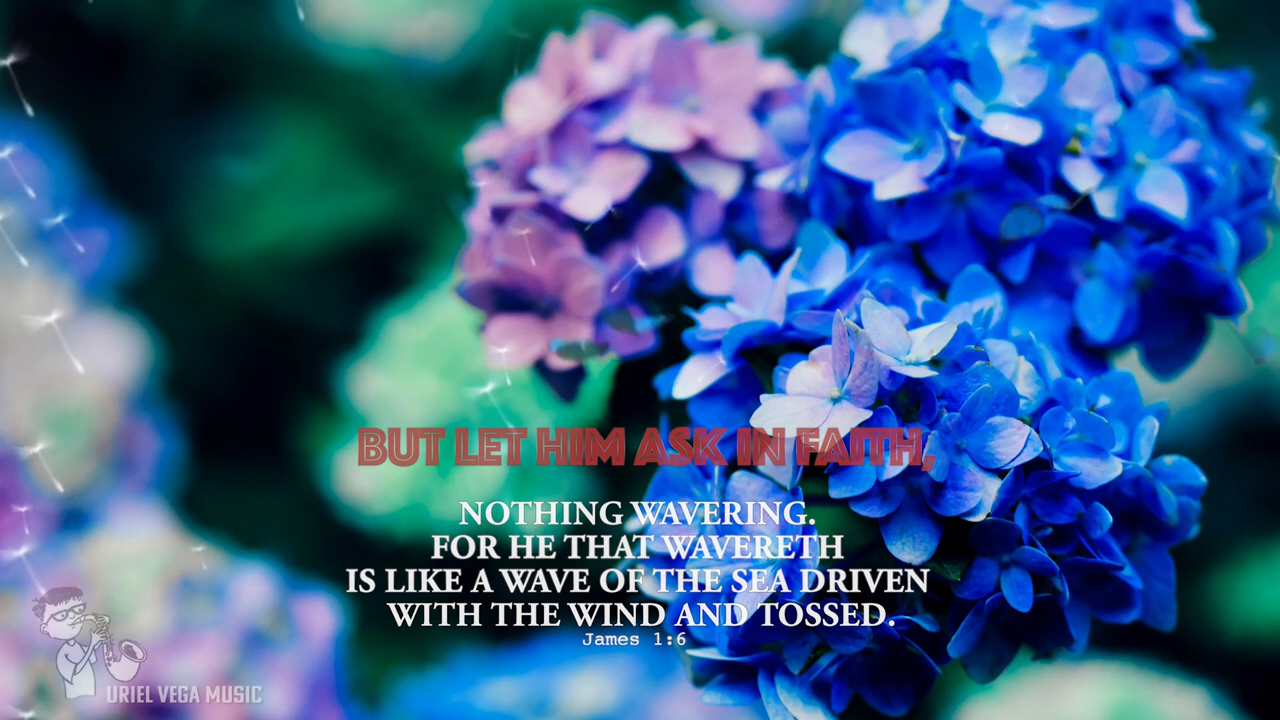 BUT LET HIM ASK IN FAITH,
NOTHING WAVERING.
FOR HE THAT WAVERETH
IS LIKE A WAVE OF THE SEA DRIVEN
WITH THE WIND AND TOSSED.
James 1:6
URIEL VEGA MUSIC